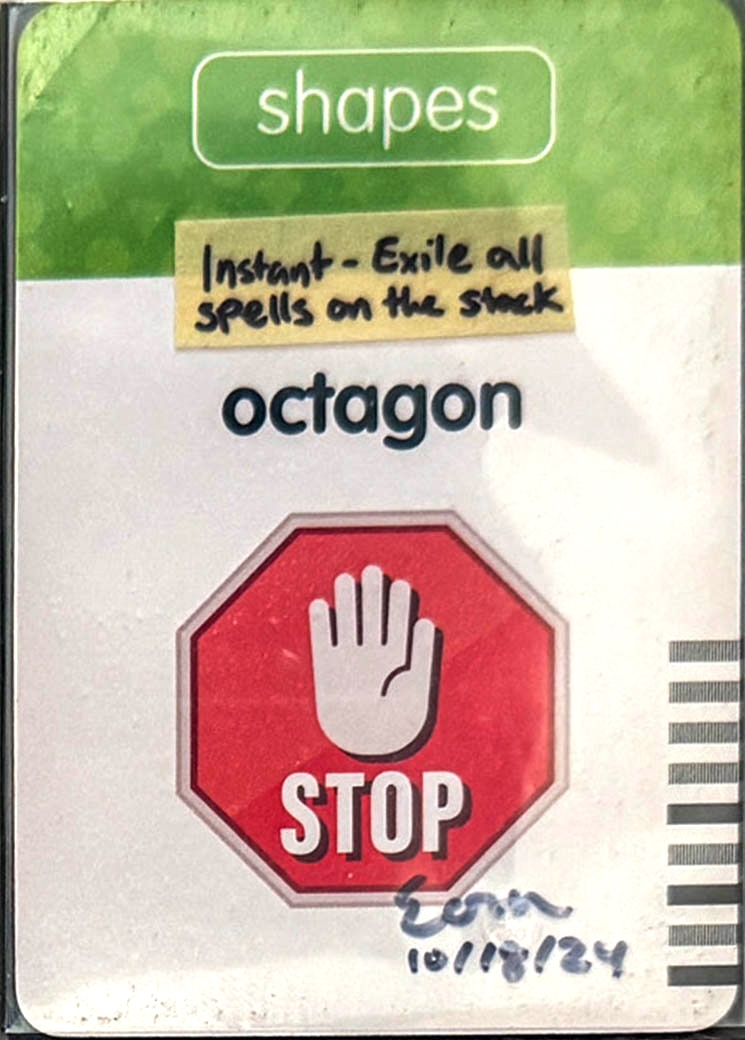 shapes
Instant - Exile all
spells on the stack
octagon
STOP
10/18/24